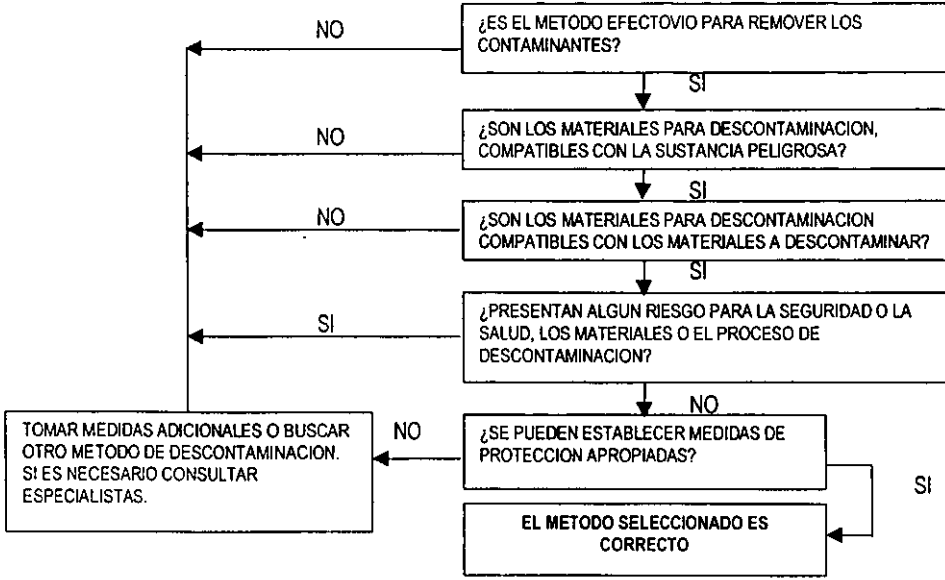 NO
¿ES EL METODO EFECTOVIO PARA REMOVER LOS
CONTAMINANTES?
SI
NO
¿SON LOS MATERIALES PARA DESCONTAMINACION,
COMPATIBLES CON LA SUSTANCIA PELIGROSA?
SI
NO
¿SON LOS MATERIALES PARA DESCONTAMINACION
COMPATIBLES CON LOS MATERIALES A DESCONTAMINAR?
SI
SI
¿PRESENTAN ALGUN RIESGO PARA LA SEGURIDAD O LA
SALUD, LOS MATERIALES O EL PROCESO DE
DESCONTAMINACION?
NO
TOMAR MEDIDAS ADICIONALES O BUSCAR
OTRO METODO DE DESCONTAMINACION.
SI ES NECESARIO CONSULTAR
ESPECIALISTAS.
NO
¿SE PUEDEN ESTABLECER MEDIDAS DE
PROTECCION APROPIADAS?
SI
EL METODO SELECCIONADO ES
CORRECTO